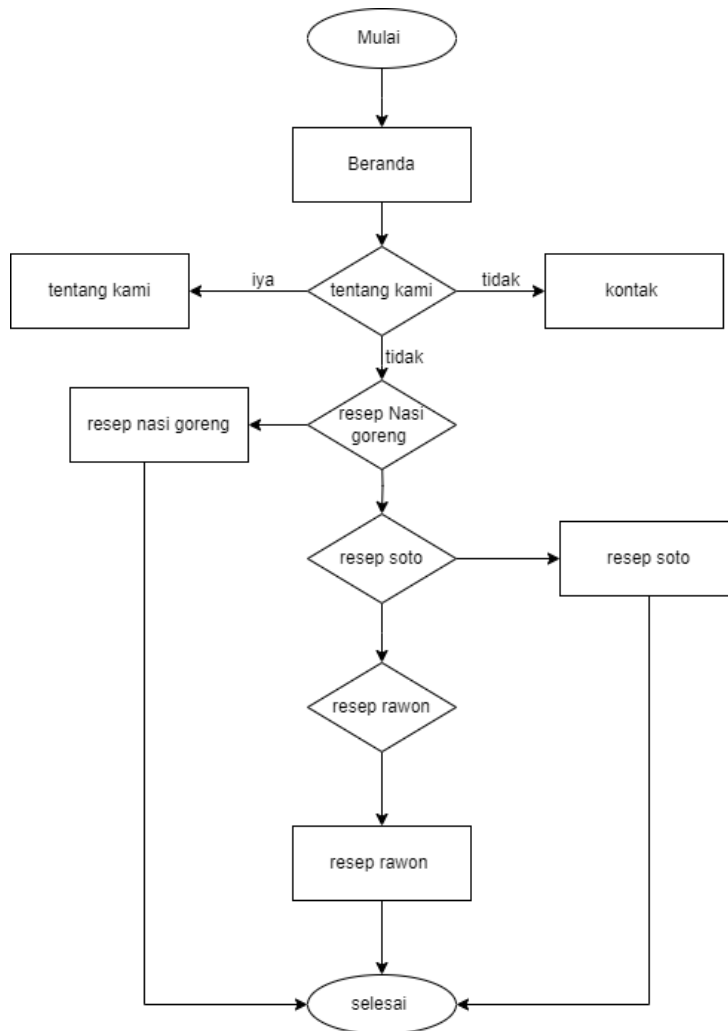 Mulai
Beranda
tentang kami
iya
tentang kami
tidak
kontak
tidak
resep nasi goreng
resep Nasi
goreng
resep soto
resep soto
resep rawon
resep rawon
selesai